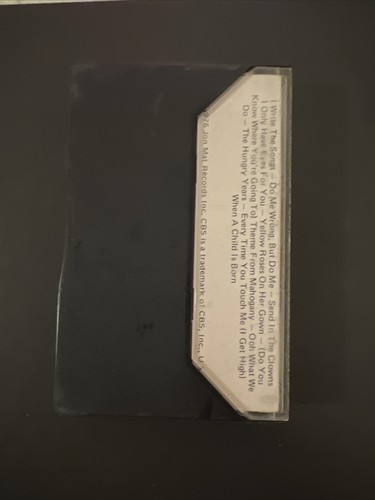 I Write The Songs – Do Me Wrong, But Do Me – Send In The Clowns
I Only Have Eyes For You – Yellow Roses On Her Gown – (Do You
Know Where You're Going To) Theme From Mahogany – Ooh What We
Do – The Hungry Years – Every Time You Touch Me (I Get High)
When A Child Is Born
76 Jon Mat Records Inc. CBS is a trademark of CBS, Inc., U